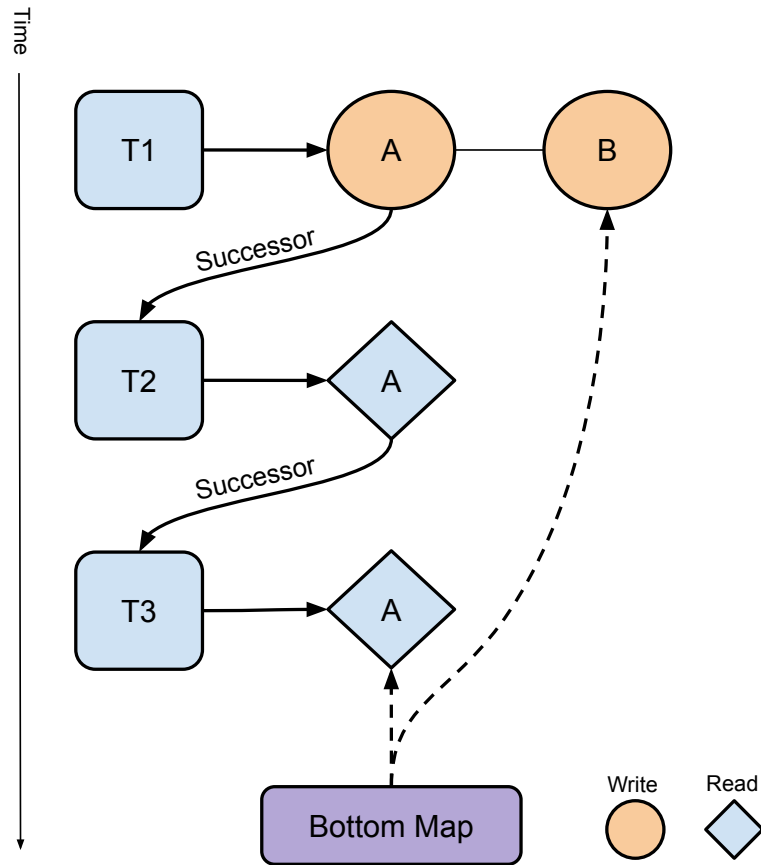 Time
T1
A
B
Successor
T2
A
Successor
T3
A
Bottom Map
Write
Read